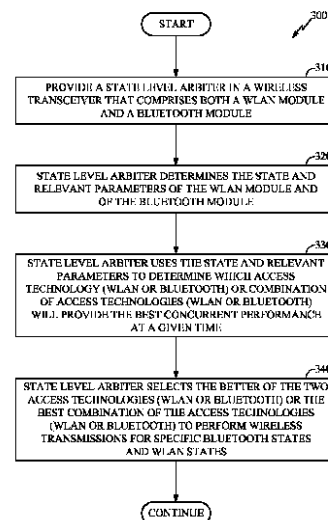 START
300
310
PROVIDE A STATE LEVEL ARBITER IN A WIRELESS
TRANSCEIVER THAT COMPRISES BOTH A WLAN MODULE
AND A BLUETOOTH MODULE
320
STATE LEVEL ARBITER DETERMINES THE STATE AND
RELEVANT PARAMETERS OF THE WLAN MODULE AND
OF THE BLUETOOTH MODULE
330
STATE LEVEL ARBITER USES THE STATE AND RELEVANT
PARAMETERS TO DETERMINE WHICH ACCESS
TECHNOLOGY (WLAN OR BLUETOOTH) OR COMBINATION
OF ACCESS TECHNOLOGIES (WLAN OR BLUETOOTH)
WILL PROVIDE THE BEST CONCURRENT PERFORMANCE
AT A GIVEN TIME
340
STATE LEVEL ARBITER SELECTS THE BETTER OF THE TWO
ACCESS TECHNOLOGIES (WLAN OR BLUETOOTH) OR THE
BEST COMBINATION OF THE ACCESS TECHNOLOGIES
(WLAN OR BLUETOOTH) TO PERFORM WIRELESS
TRANSMISSIONS FOR SPECIFIC BLUETOOTH STATES
AND WLAN STATES
CONTINUE